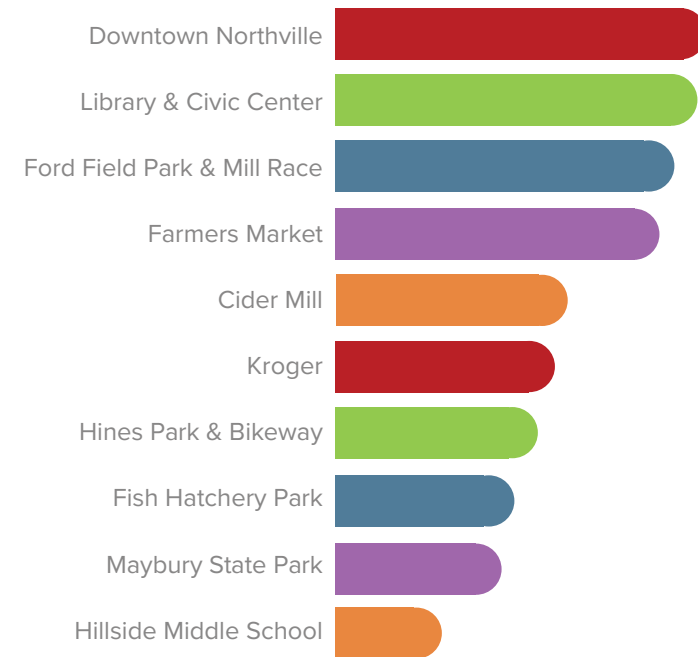 Downtown Northville
Library & Civic Center
Ford Field Park & Mill Race
Farmers Market
Cider Mill
Kroger
Hines Park & Bikeway
Fish Hatchery Park
Maybury State Park
Hillside Middle School